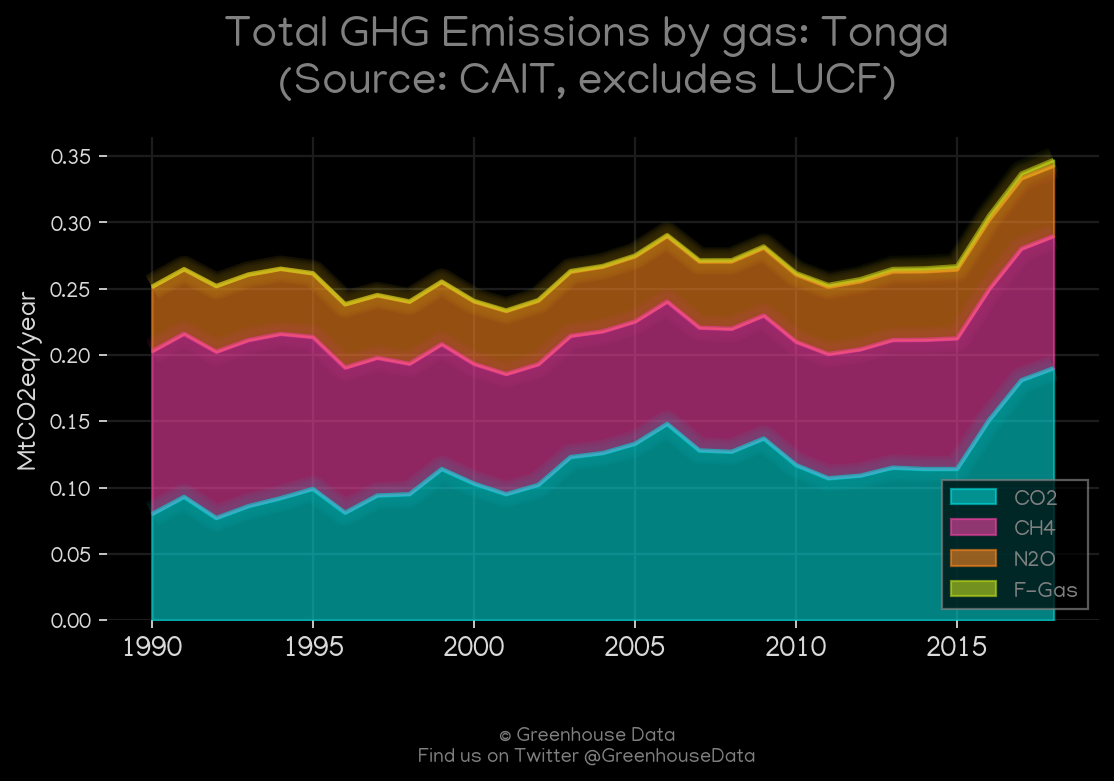 Total GHG Emissions by gas: Tonga
(Source: CAIT, excludes LUCF)
MtCO2eq/year
0.35
0.30
0.25
0.20
0.15
0.10
0.05
0.00
1990 1995 2000 2005 2010 2015
CO2
CH4
N2O
F-Gas
© Greenhouse Data
Find us on Twitter @GreenhouseData